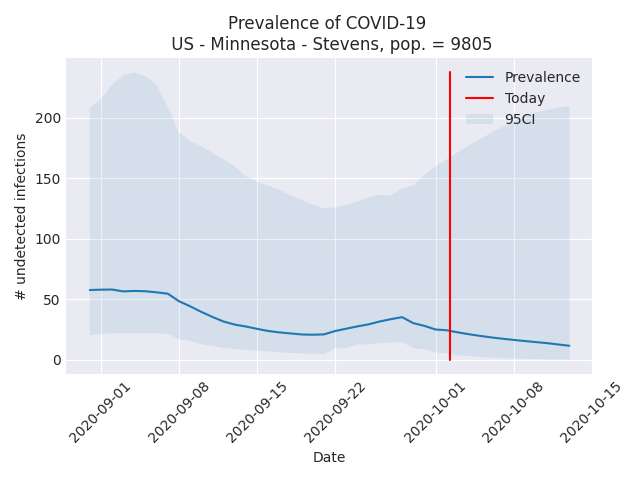 Prevalence of COVID-19
US - Minnesota - Stevens, pop. = 9805
Prevalence
Today
95CI
200
150
100
50
0
# undetected infections
2020-09-01
2020-09-08
2020-09-15
2020-09-22
2020-10-01
2020-10-08
2020-10-15
Date